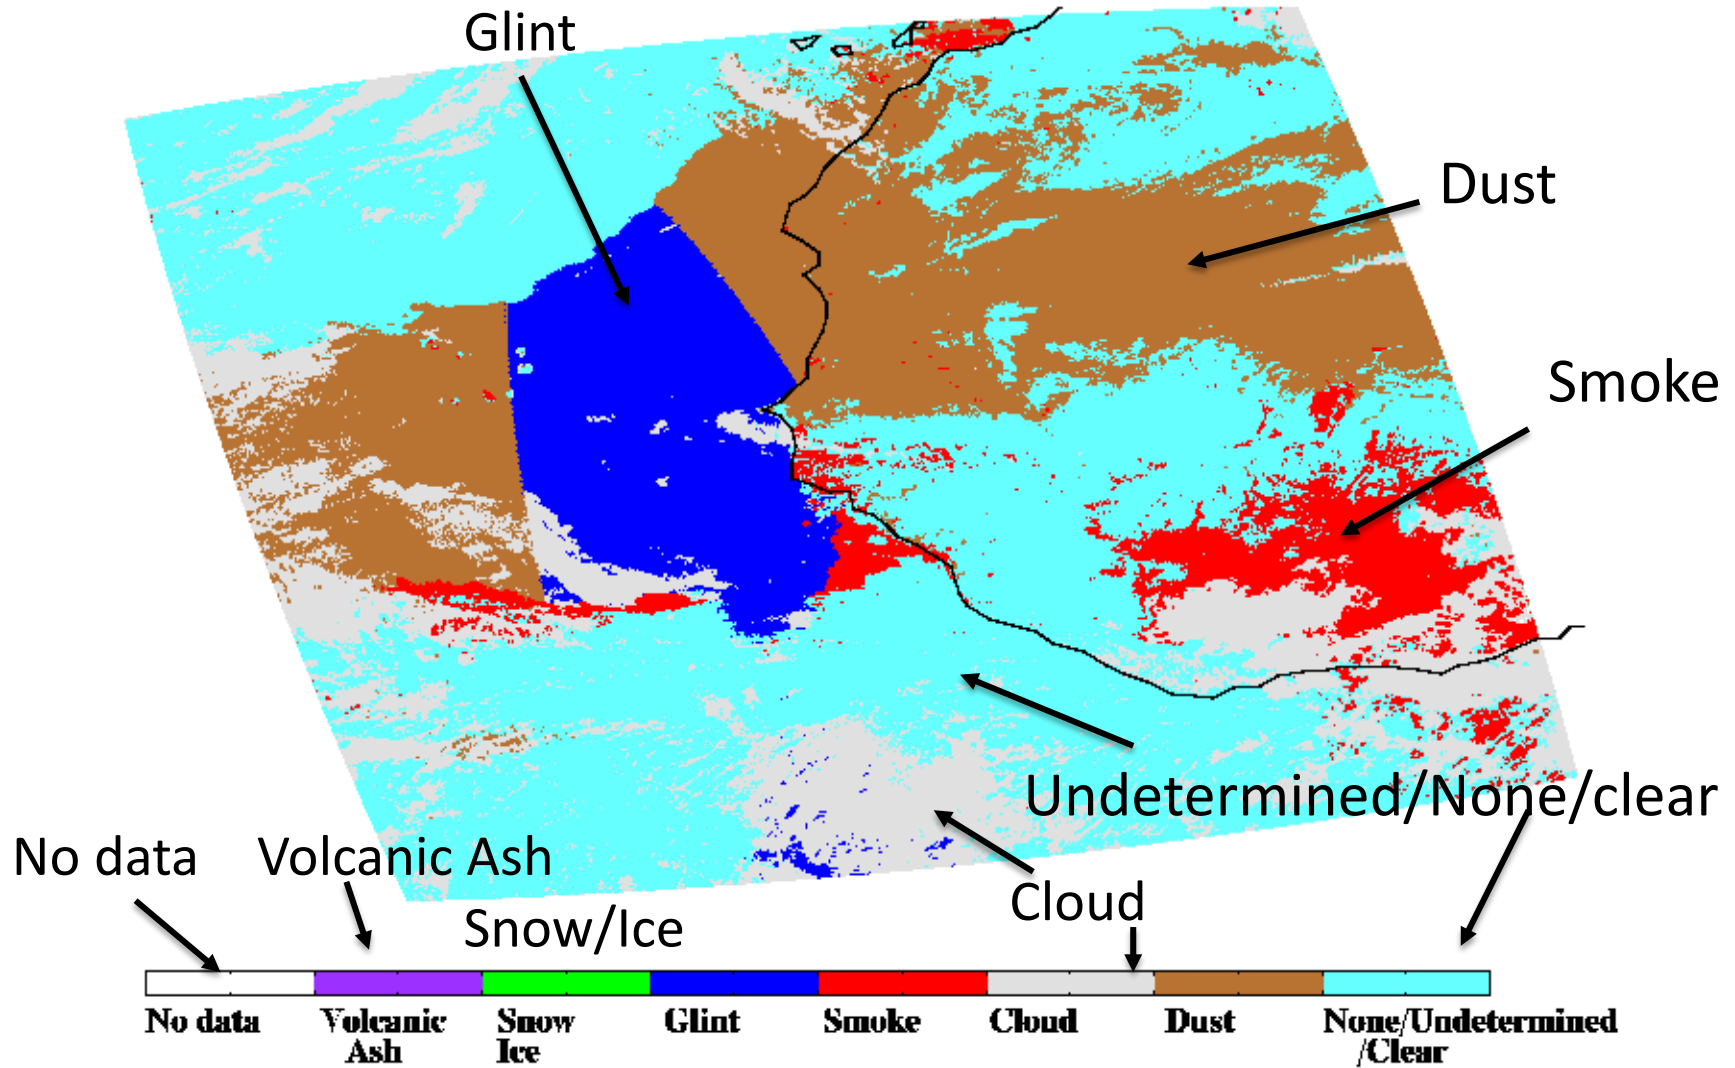 Glint
Dust
Smoke
Undetermined/None/clear
No data
Volcanic Ash
Cloud
Snow/Ice
No data
Volcanic
Ash
Snow
Ice
Glint
Smoke
Cloud
Dust
None/Undetermined
/Clear